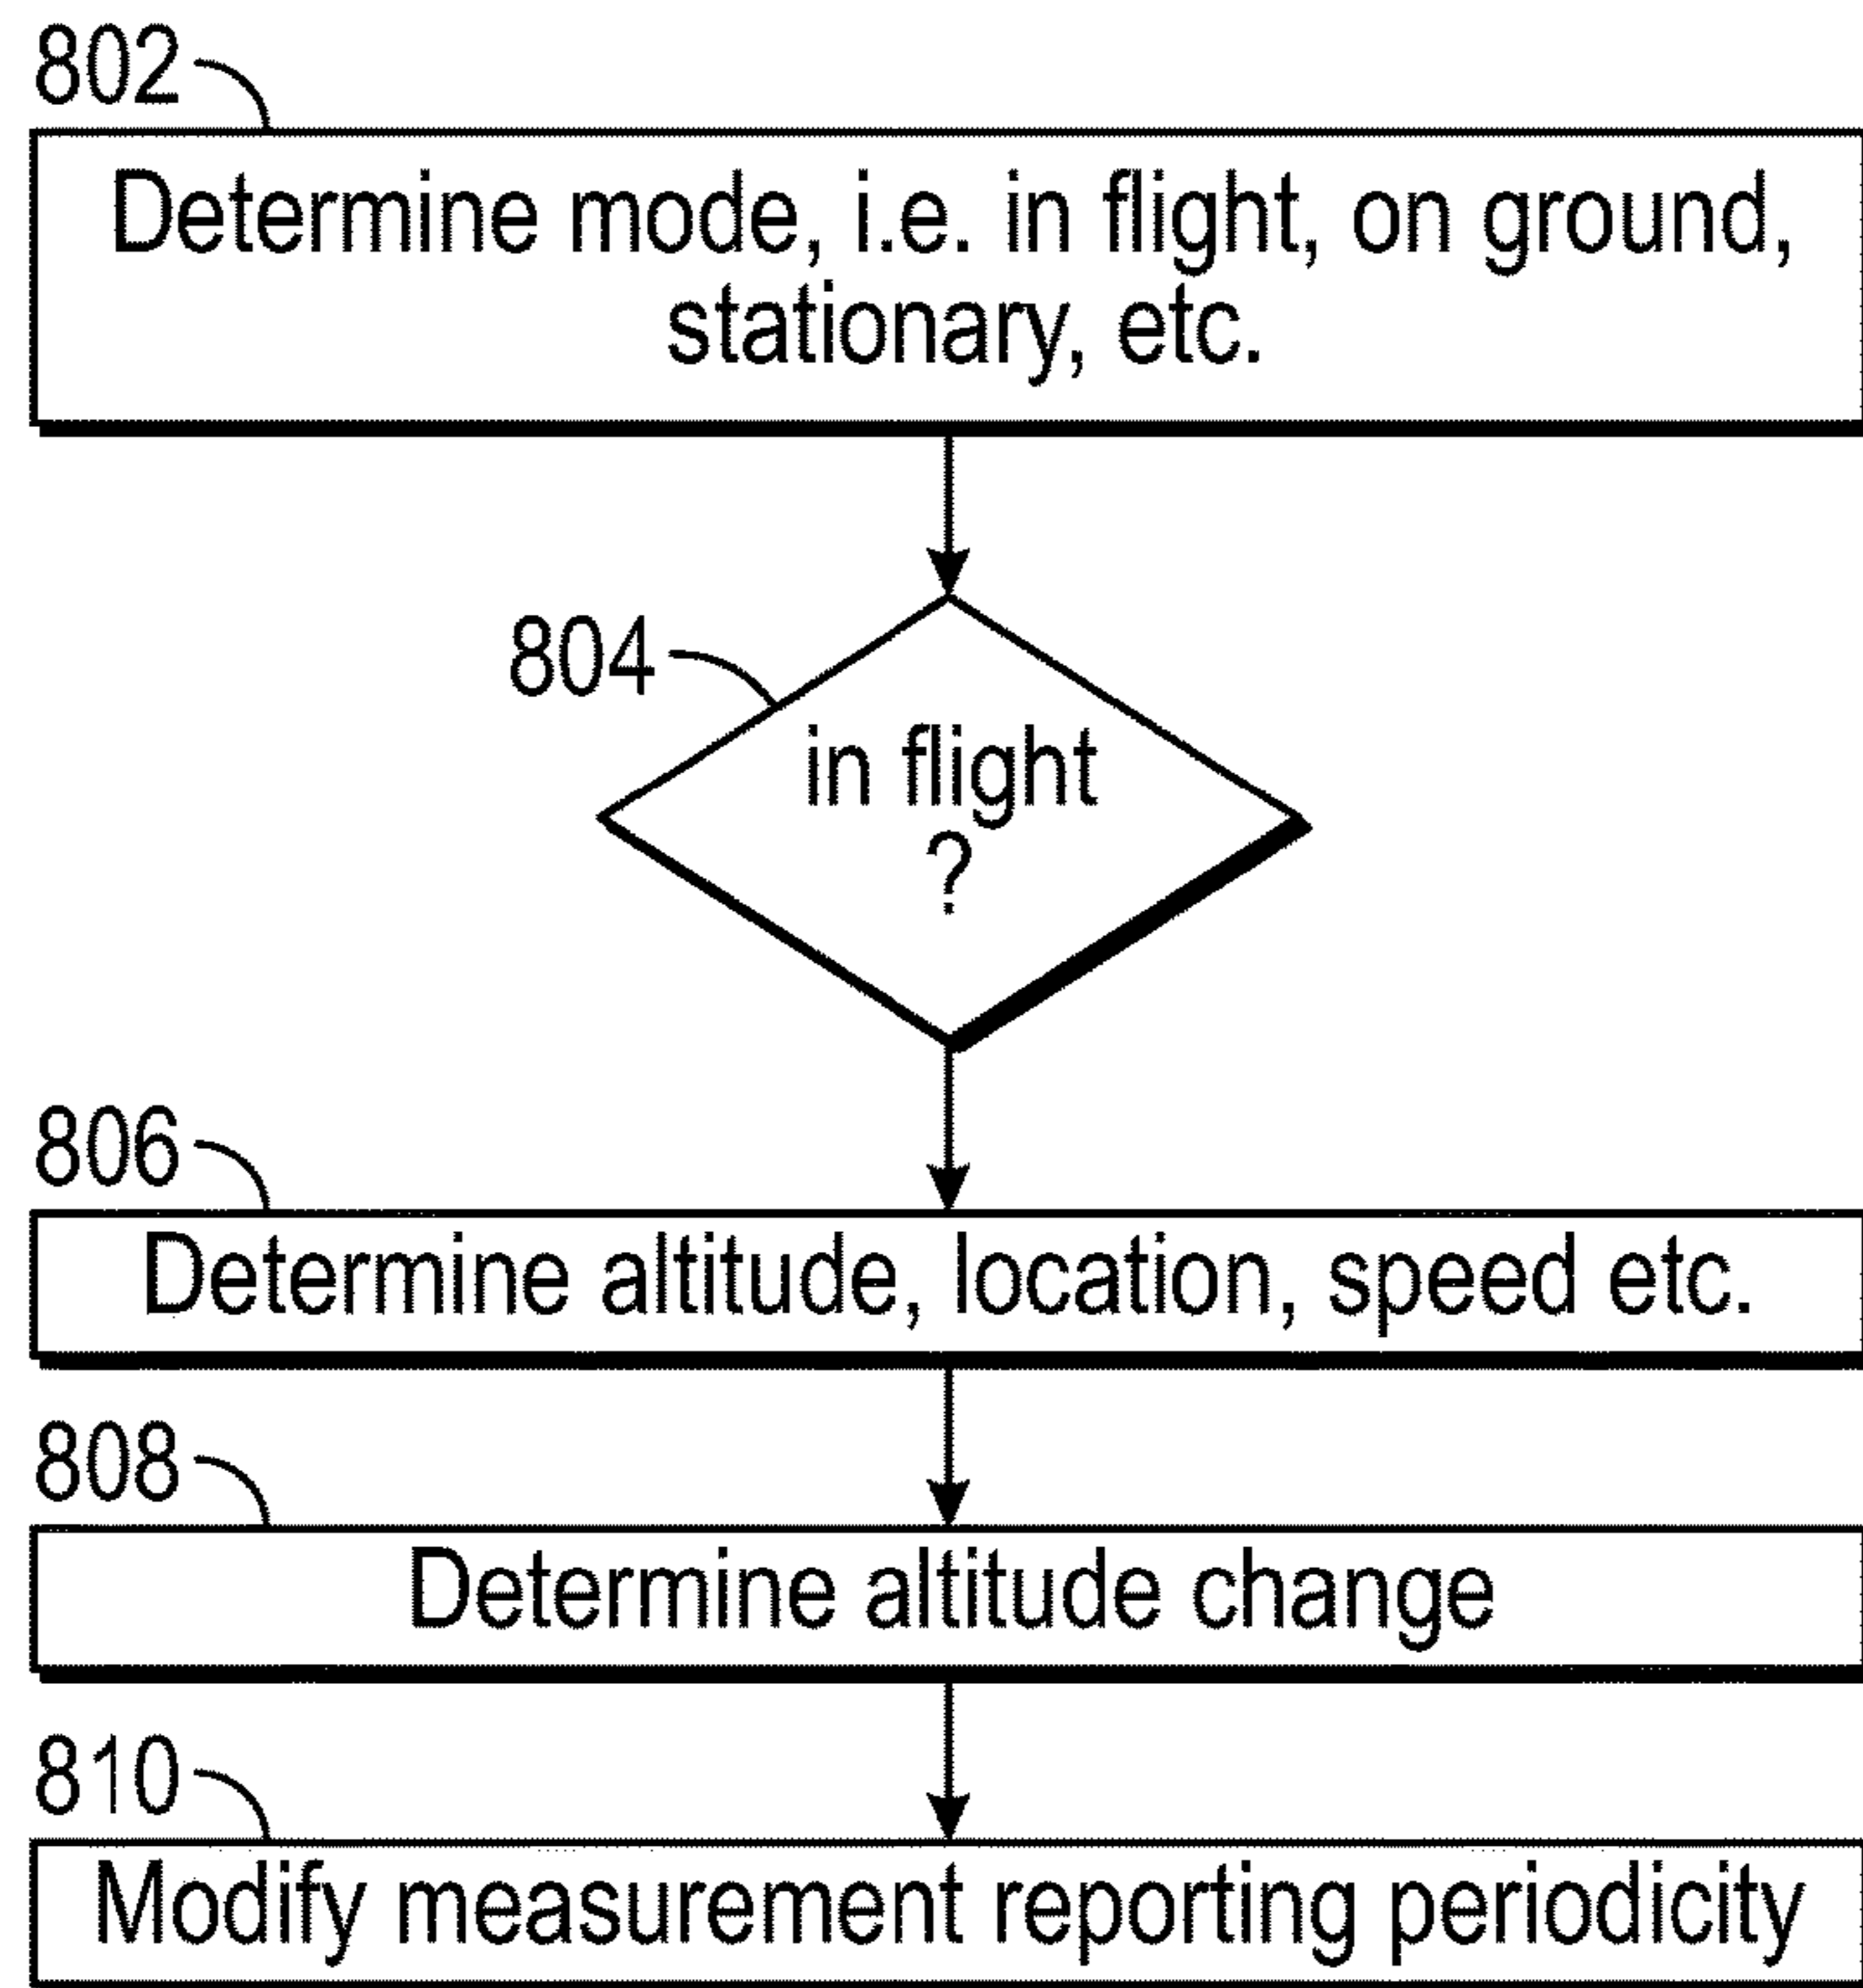 802
Determine mode, i.e. in flight, on ground,
stationary, etc.
804
in flight
?
806
Determine altitude, location, speed etc.
808
Determine altitude change
810
Modify measurement reporting periodicity